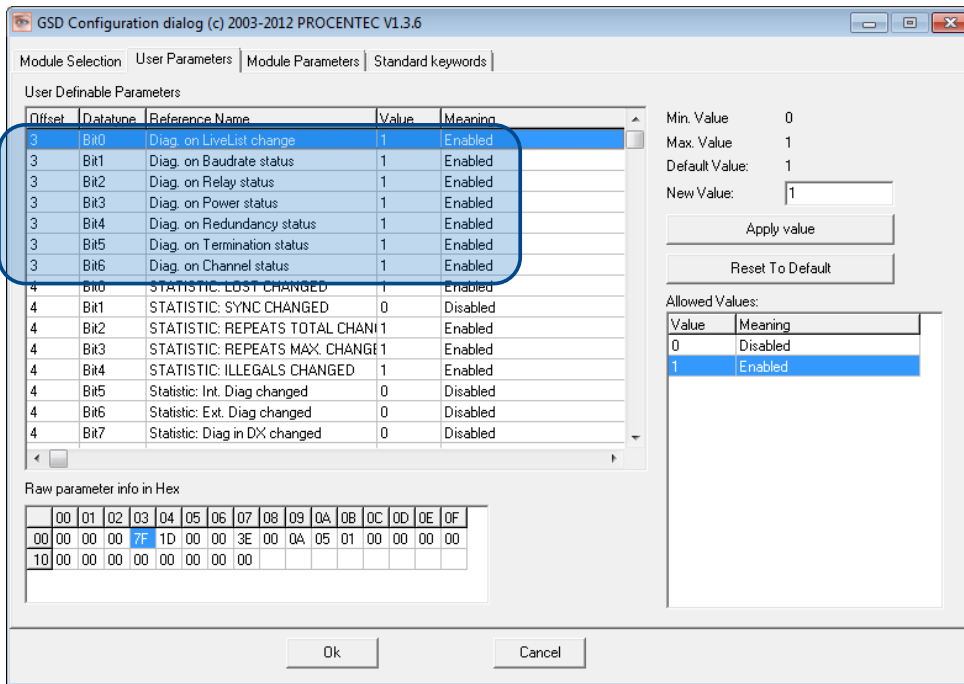 GSD Configuration dialog (c) 2003-2012 PROCENTEC V1.3.6
Module Selection User Parameters Module Parameters Standard keywords
User Definable Parameters
Offset Datatype Reference Name Value Meaning
3 Bit0 Diag. on LiveList change 1 Enabled
3 Bit1 Diag. on Baudrate status 1 Enabled
3 Bit2 Diag. on Relay status 1 Enabled
3 Bit3 Diag. on Power status 1 Enabled
3 Bit4 Diag. on Redundancy status 1 Enabled
3 Bit5 Diag. on Termination status 1 Enabled
3 Bit6 Diag. on Channel status 1 Enabled
4 Bit0 STATISTIC: LOST CHANGED 1 Enabled
4 Bit1 STATISTIC: SYNC CHANGED 0 Disabled
4 Bit2 STATISTIC: REPEATS TOTAL CHAN 1 Enabled
4 Bit3 STATISTIC: REPEATS MAX. CHANGE 1 Enabled
4 Bit4 STATISTIC: ILLEGALS CHANGED 1 Enabled
4 Bit5 Statistic: Int. Diag changed 0 Disabled
4 Bit6 Statistic: Ext. Diag changed 0 Disabled
4 Bit7 Statistic: Diag in DX changed 0 Disabled
Min. Value 0
Max. Value 1
Default Value: 1
New Value: 1
Apply value
Reset To Default
Allowed Values:
Value Meaning
0 Disabled
1 Enabled
Raw parameter info in Hex
00 01 02 03 04 05 06 07 08 09 0A 0B 0C 0D 0E 0F
00 00 00 00 7F 1D 00 00 3E 00 0A 05 01 00 00 00 00
10 00 00 00 00 00 00 00 00
Ok Cancel